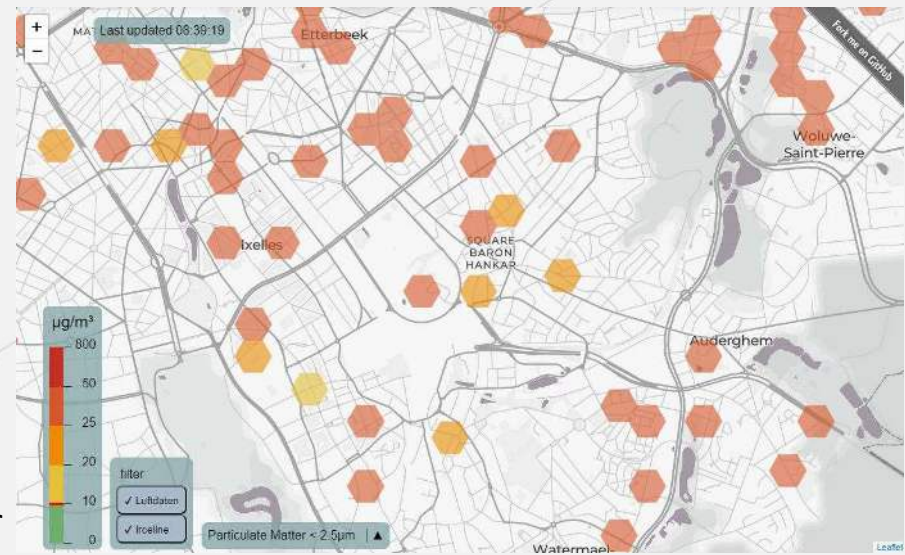 +
−
MA
Last updated 08:39:19
Etterbeek
Fork me on GitHub
Woluwe-
Saint-Pierre
Ixelles
SQUARE
BARON
HANKAR
Auderghem
µg/m³
800
50
25
20
10
0
filter
✓ Luftdaten
✓ Irceline
Particulate Matter < 2.5µm | ▲
Watermael-
Leaflet